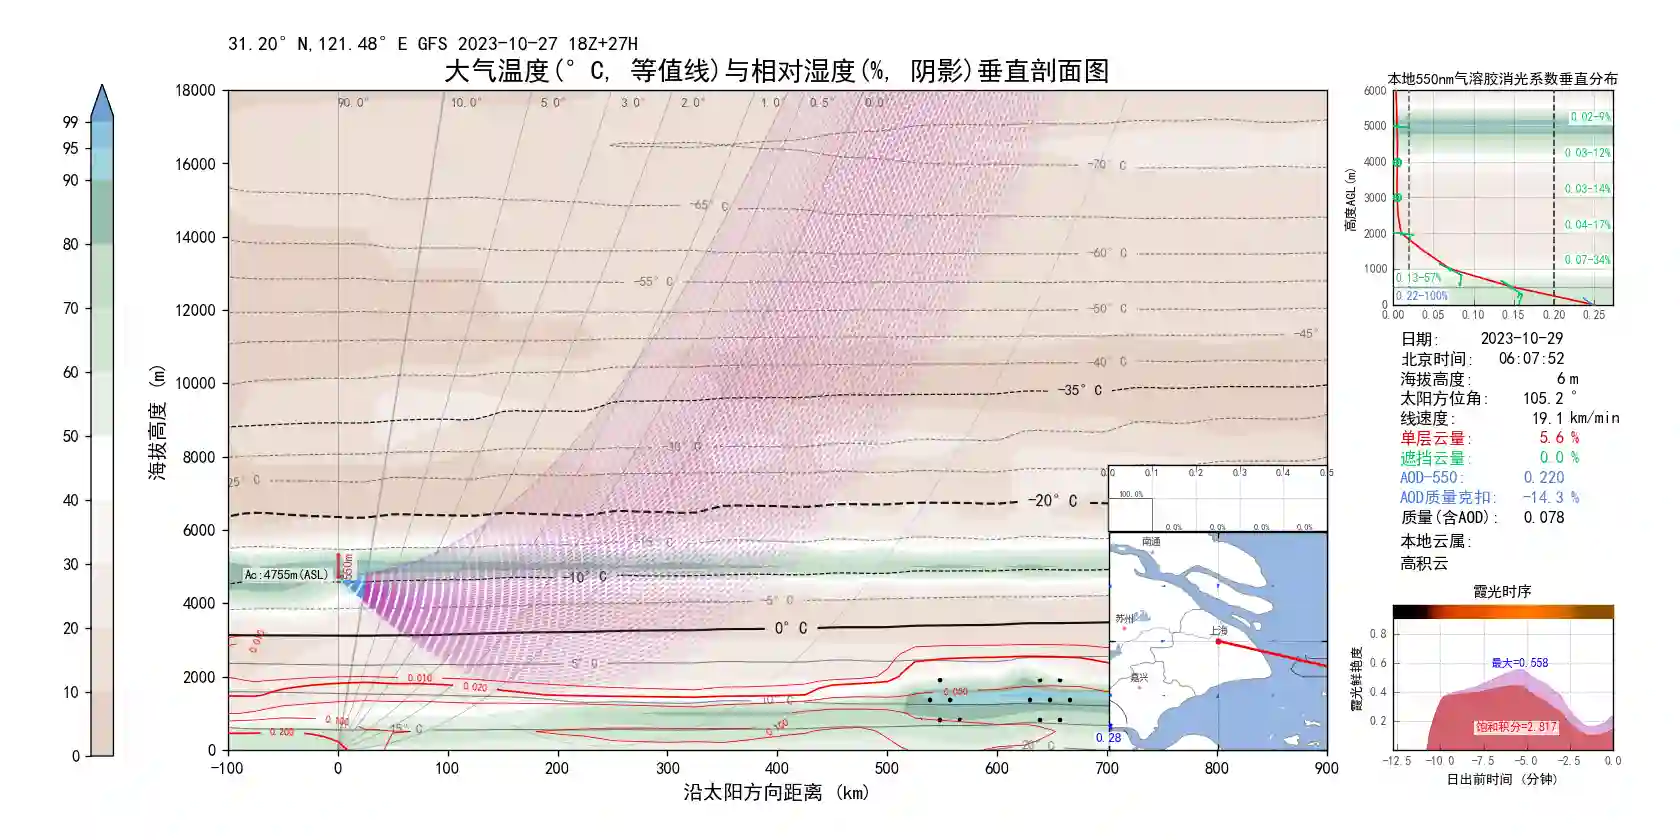 31.20° N,121.48° E GFS 2023-10-27 18Z+27H
大气温度(° C, 等值线)与相对湿度(%, 阴影)垂直剖面图
99
95
90
80
70
60
50
40
30
20
10
0
海拔高度 (m)
18000
16000
14000
12000
10000
8000
6000
4000
2000
0
90.0° 10.0° 5.0° 3.0° 2.0° 1.0 0.5° 0.0
-70° C
-65° C
-60° C
-55° C
-50° C
-45°
-40° C
-35° C
-30° C
25° C
-20° C
-15° C
-10° C
-5° C
0° C
5° C
10° C
15° C
20° C
Ac:4755m(ASL)
550m
0.010
0.010
0.020
0.050
0.100
0.100
0.200
-100 0 100 200 300 400 500 600 700 800 900
沿太阳方向距离 (km)
0.0 0.1 0.2 0.3 0.4 0.5
100.0%
0.0% 0.0% 0.0% 0.0%
南通
苏州
上海
嘉兴
0.28
本地550nm气溶胶消光系数垂直分布
高度AGL(m)
6000
5000
4000
3000
2000
1000
0
0.02-9%
0.03-12%
0.03-14%
0.04-17%
0.07-34%
0.13-57%
0.22-100%
0.00 0.05 0.10 0.15 0.20 0.25
日期: 2023-10-29
北京时间: 06:07:52
海拔高度: 6 m
太阳方位角: 105.2 °
线速度: 19.1 km/min
单层云量: 5.6 %
遮挡云量: 0.0 %
AOD-550: 0.220
AOD质量克扣: -14.3 %
质量(含AOD): 0.078
本地云属:
高积云
霞光时序
霞光鲜艳度
0.8
0.6
0.4
0.2
最大=0.558
饱和积分=2.817
-12.5 -10 0 -7.5 -5.0 -2.5 0.0
日出前时间 (分钟)